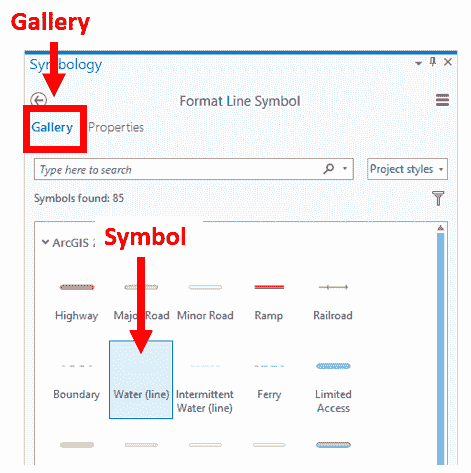 Gallery
Symbology
Format Line Symbol
Gallery Properties
Type here to search
Project styles
Symbols found: 85
ArcGIS 2
Symbol
Highway Major Road Minor Road Ramp Railroad
Boundary Water (line) Intermittent Water (line) Ferry Limited Access